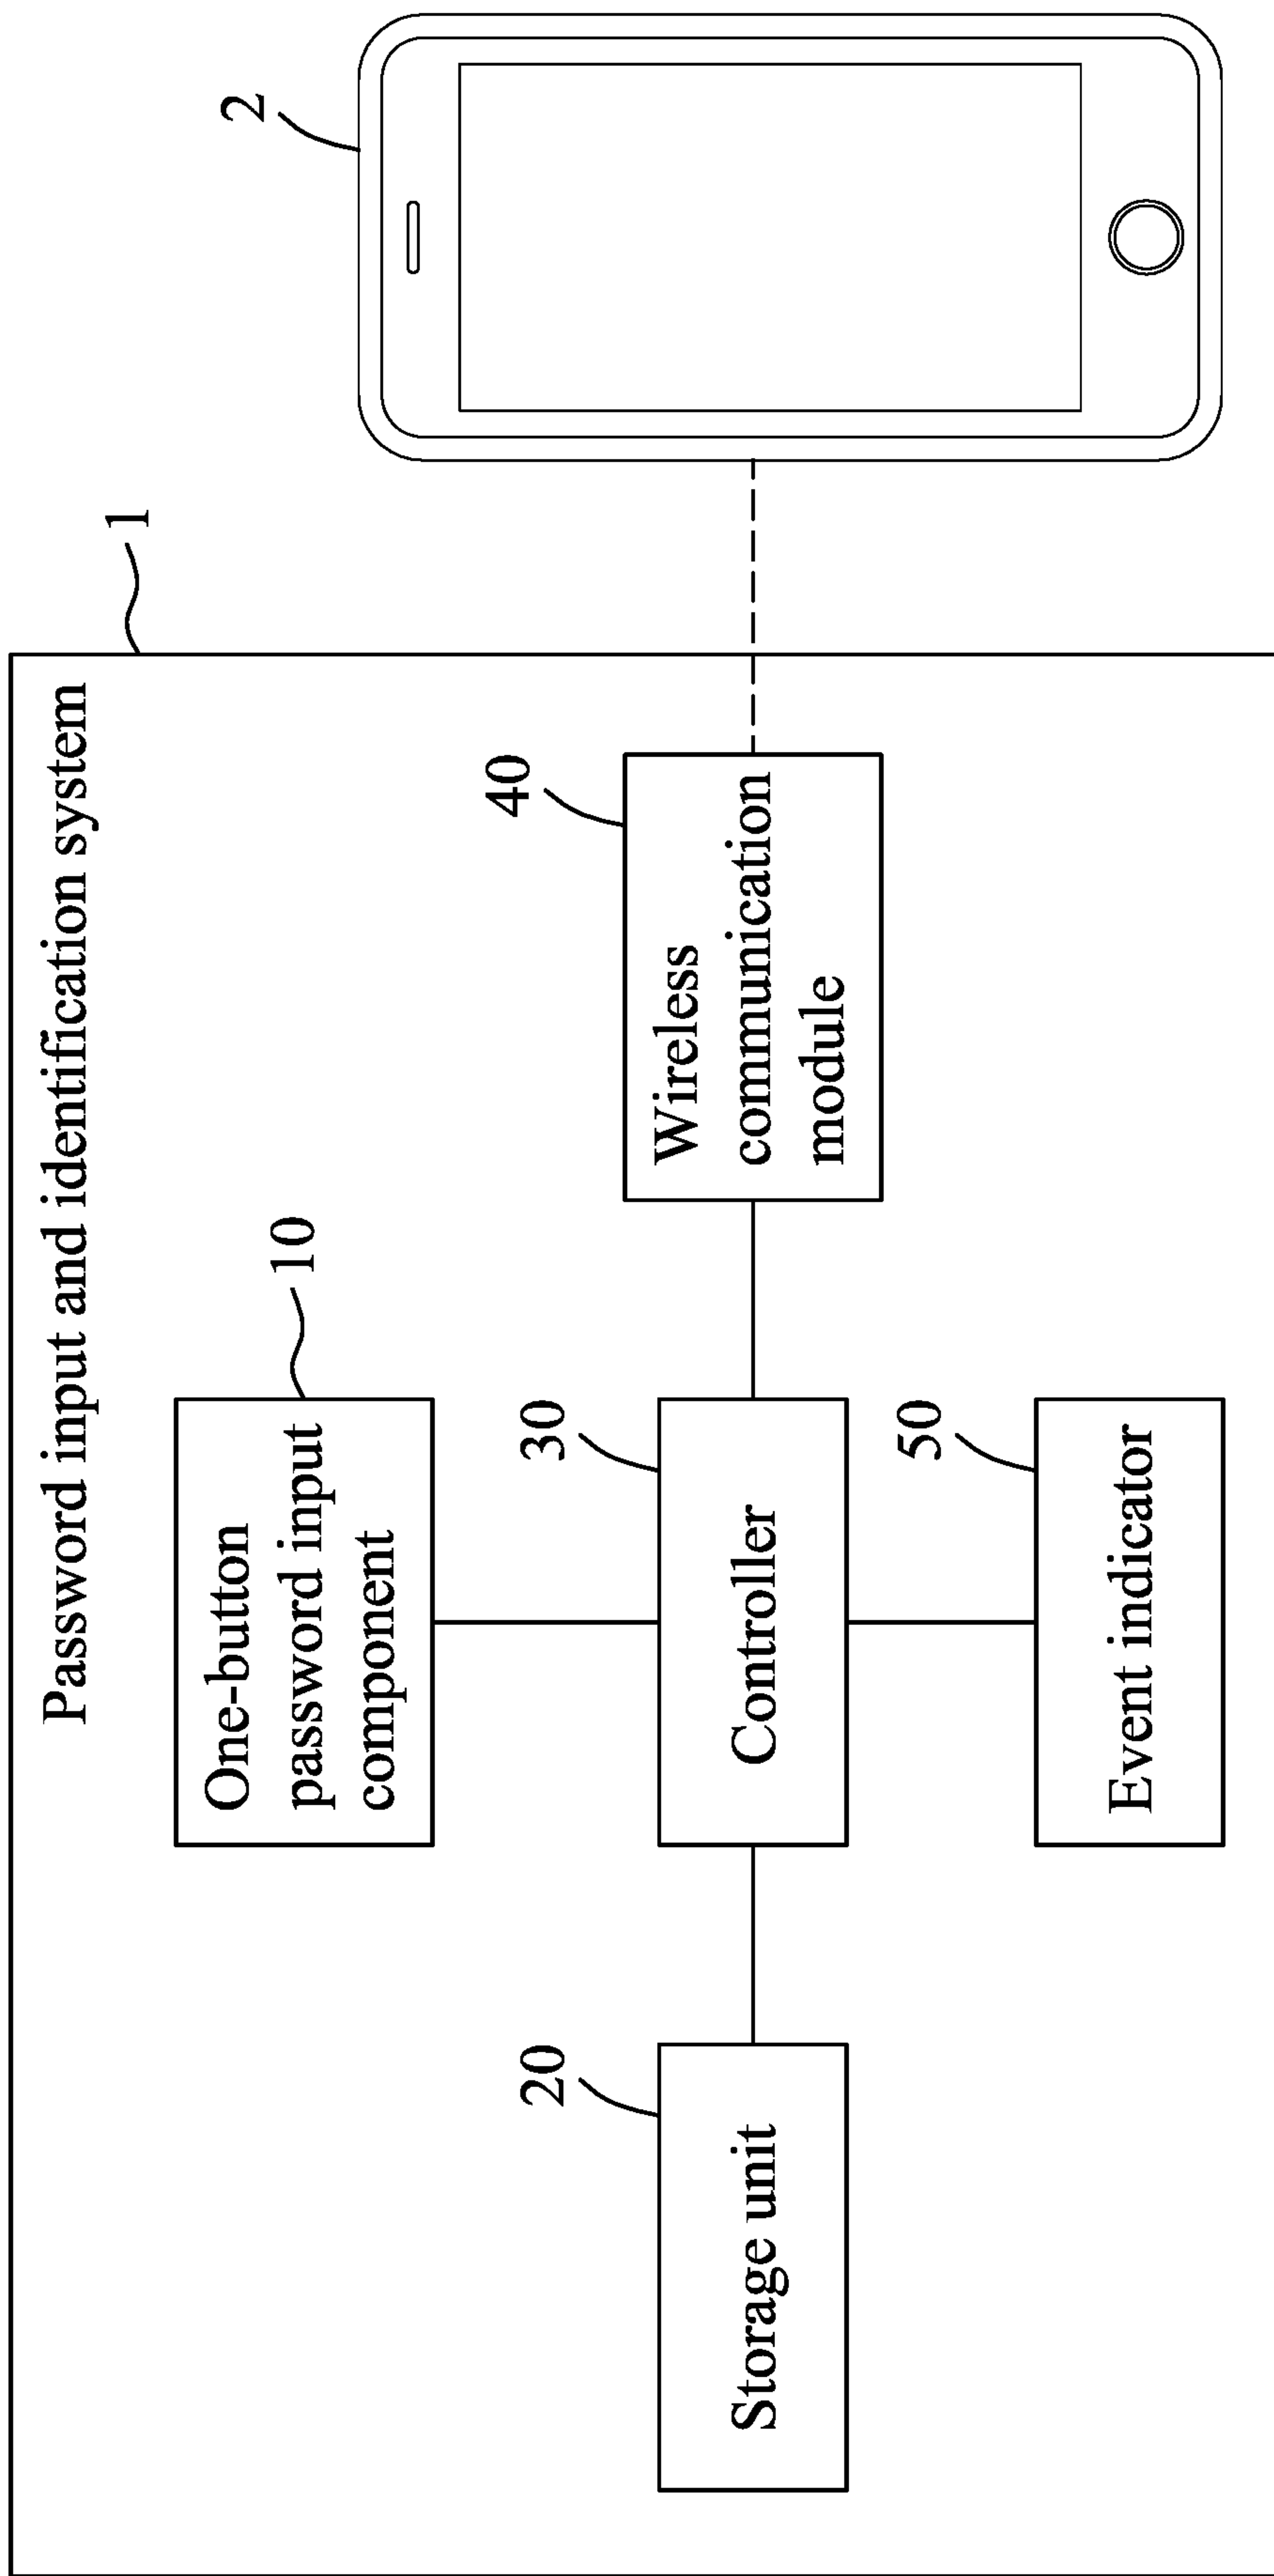 Password input and identification system
1
2
One-button
password input
component
10
Storage unit
20
Controller
30
Wireless
communication
module
40
Event indicator
50